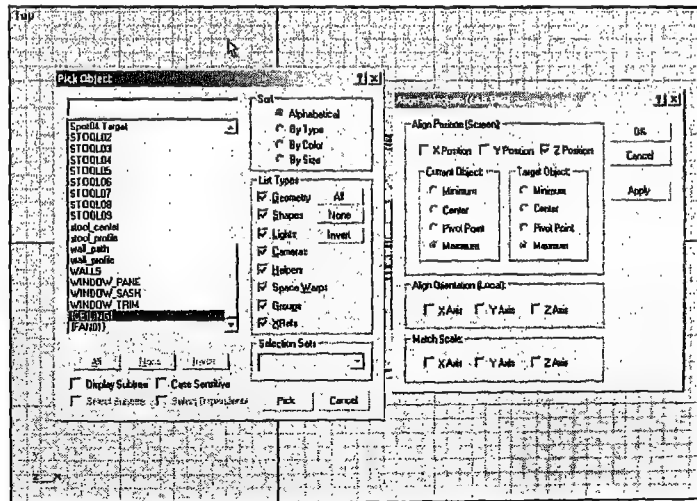 Top
Pick Object
Sort
Alphabetical
By Type
By Color
By Size
Spot04.Target
STOOL02
STOOL03
STOOL04
STOOL05
STOOL06
STOOL07
STOOL08
STOOL09
stool_center
stool_profile
wall_path
wall_profile
WALLS
WINDOW_PANE
WINDOW_SASH
WINDOW_TRIM
[FAN01]
All
None
Invert
Display Subtree
Case Sensitive
Select Subtree
Select Dependents
List Types
Geometry
All
Shapes
None
Lights
Invert
Cameras
Helpers
Space Warps
Groups
XRefs
Selection Sets
Pick
Cancel
Align Position (Screen):
X Position
Y Position
Z Position
Current Object:
Minimum
Center
Pivot Point
Maximum
Target Object:
Minimum
Center
Pivot Point
Maximum
OK
Cancel
Apply
Align Orientation (Local):
X Axis
Y Axis
Z Axis
Match Scale:
X Axis
Y Axis
Z Axis